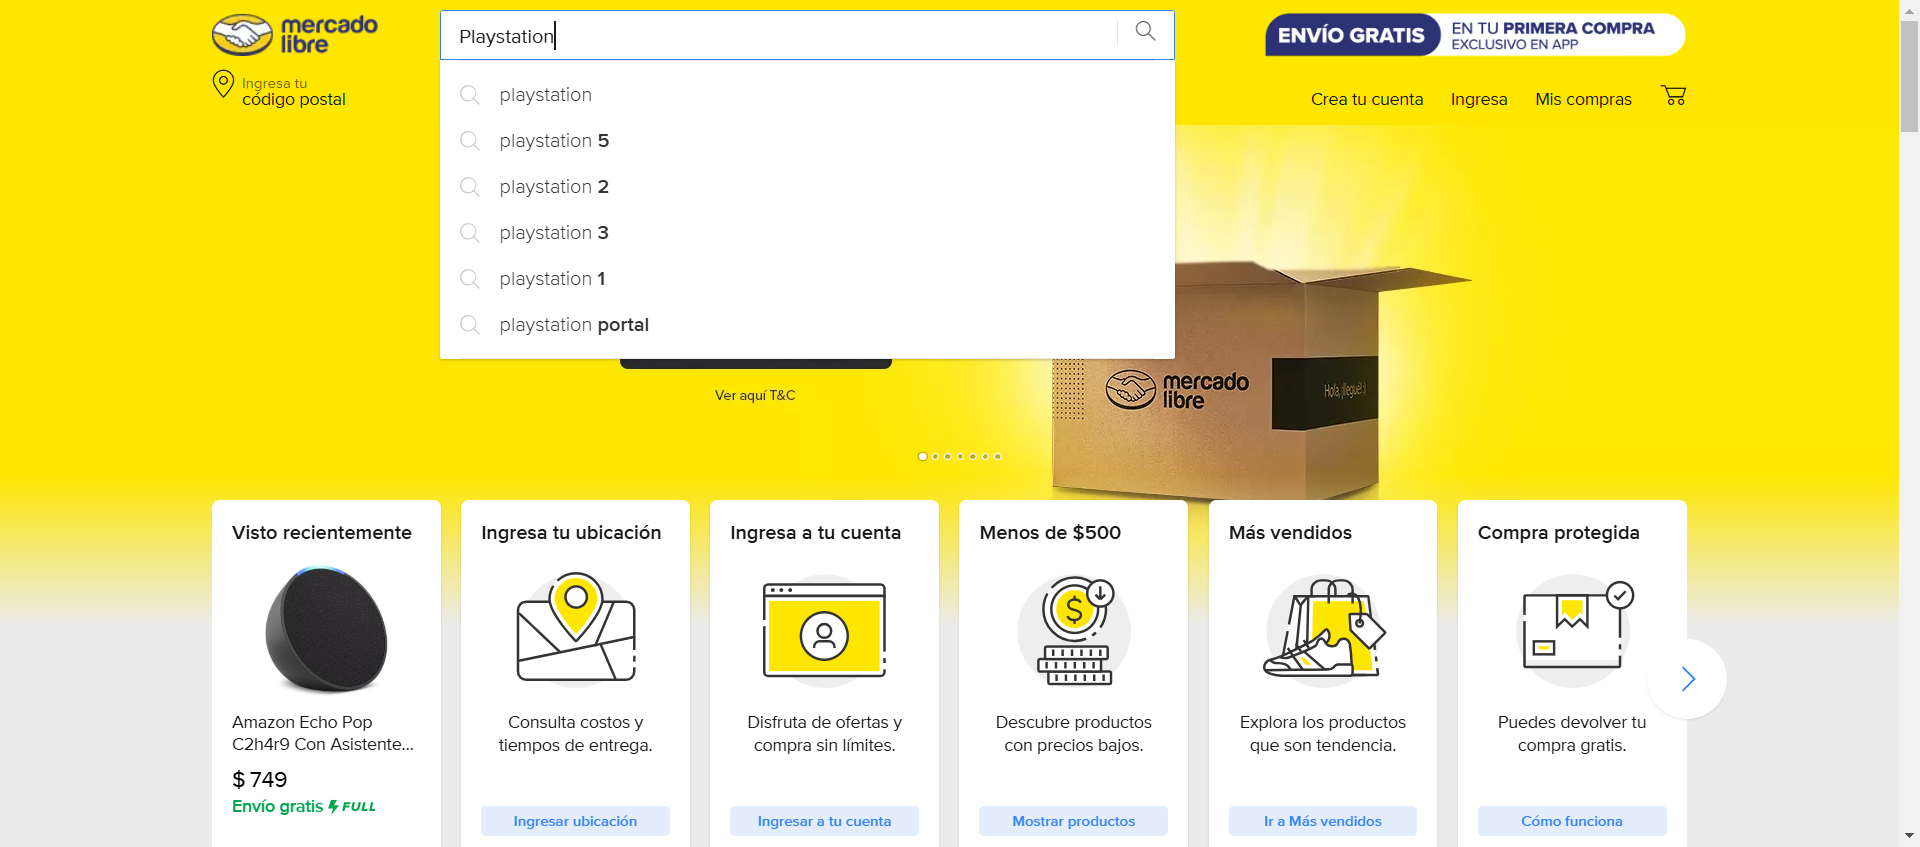 mercado
libre
Playstation
ENVÍO GRATIS
EN TU PRIMERA COMPRA
EXCLUSIVO EN APP
Ingresa tu
código postal
Crea tu cuenta
Ingresa
Mis compras
playstation
playstation 5
playstation 2
playstation 3
playstation 1
playstation portal
Ver aquí T&C
mercado
libre
Hola, ¡llegué! :)
Visto recientemente
Amazon Echo Pop
C2h4r9 Con Asistente...
$ 749
Envío gratis FULL
Ingresa tu ubicación
Consulta costos y
tiempos de entrega.
Ingresar ubicación
Ingresa a tu cuenta
Disfruta de ofertas y
compra sin límites.
Ingresar a tu cuenta
Menos de $500
$
Descubre productos
con precios bajos.
Mostrar productos
Más vendidos
Explora los productos
que son tendencia.
Ir a Más vendidos
Compra protegida
Puedes devolver tu
compra gratis.
Cómo funciona